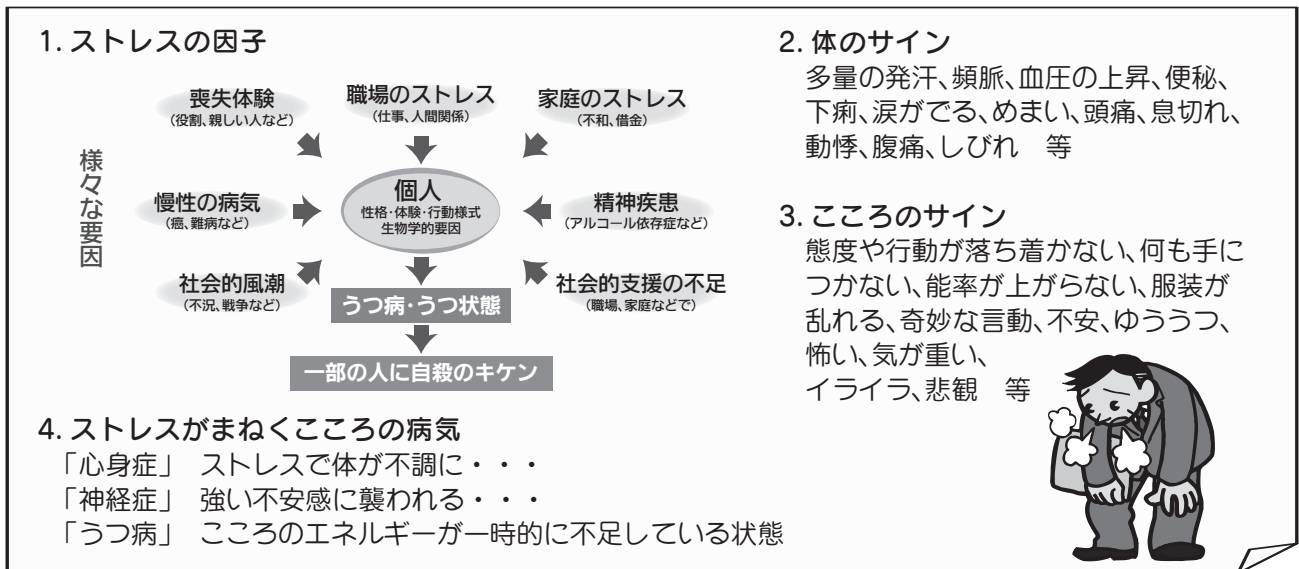 1. ストレスの因子
様々な要因
喪失体験
(役割、親しい人など)
職場のストレス
(仕事、人間関係)
家庭のストレス
(不和、借金)
慢性の病気
(癌、難病など)
個人
性格・体験・行動様式
生物学的要因
精神疾患
(アルコール依存症など)
社会的風潮
(不況、戦争など)
うつ病・うつ状態
社会的支援の不足
(職場、家庭などで)
一部の人に自殺のキケン
2. 体のサイン
多量の発汗、頻脈、血圧の上昇、便秘、
下痢、涙がでる、めまい、頭痛、息切れ、
動悸、腹痛、しびれ　等
3. こころのサイン
態度や行動が落ち着かない、何も手に
つかない、能率が上がらない、服装が
乱れる、奇妙な言動、不安、ゆううつ、
怖い、気が重い、
イライラ、悲観　等
4. ストレスがまねくこころの病気
「心身症」 ストレスで体が不調に・・・
「神経症」 強い不安感に襲われる・・・
「うつ病」 こころのエネルギーが一時的に不足している状態